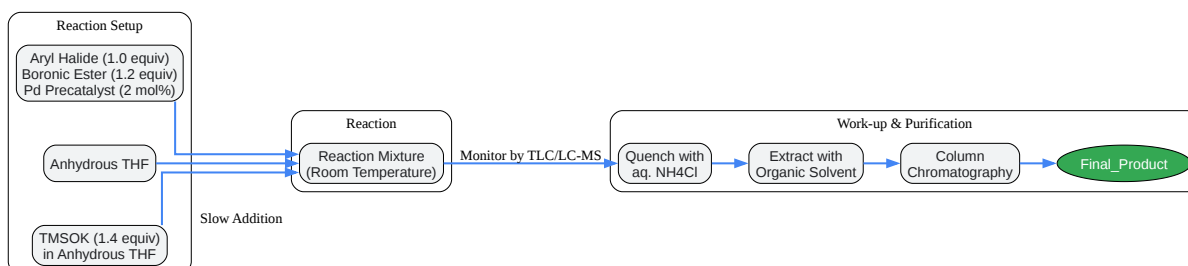 Reaction Setup
Aryl Halide (1.0 equiv)
Boronic Ester (1.2 equiv)
Pd Precatalyst (2 mol%)
Anhydrous THF
TMSOK (1.4 equiv)
in Anhydrous THF
Slow Addition
Reaction
Reaction Mixture
(Room Temperature)
Monitor by TLC/LC-MS
Work-up & Purification
Quench with
aq. NH4Cl
Extract with
Organic Solvent
Column
Chromatography
Final_Product